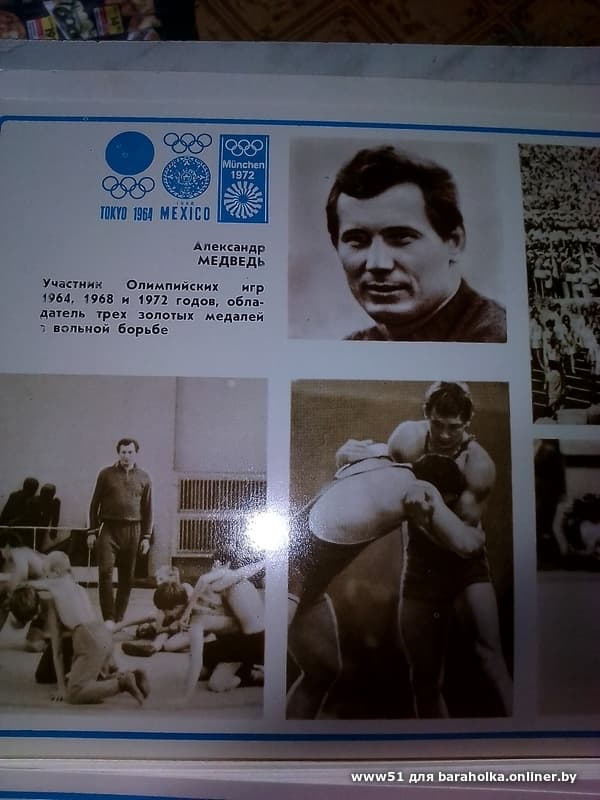 TOKYO 1964
1968
MEXICO
München
1972
Александр
МЕДВЕДЬ
Участник Олимпийских игр
1964, 1968 и 1972 годов, обла-
датель трех золотых медалей
в вольной борьбе
www51 для baraholka.onliner.by